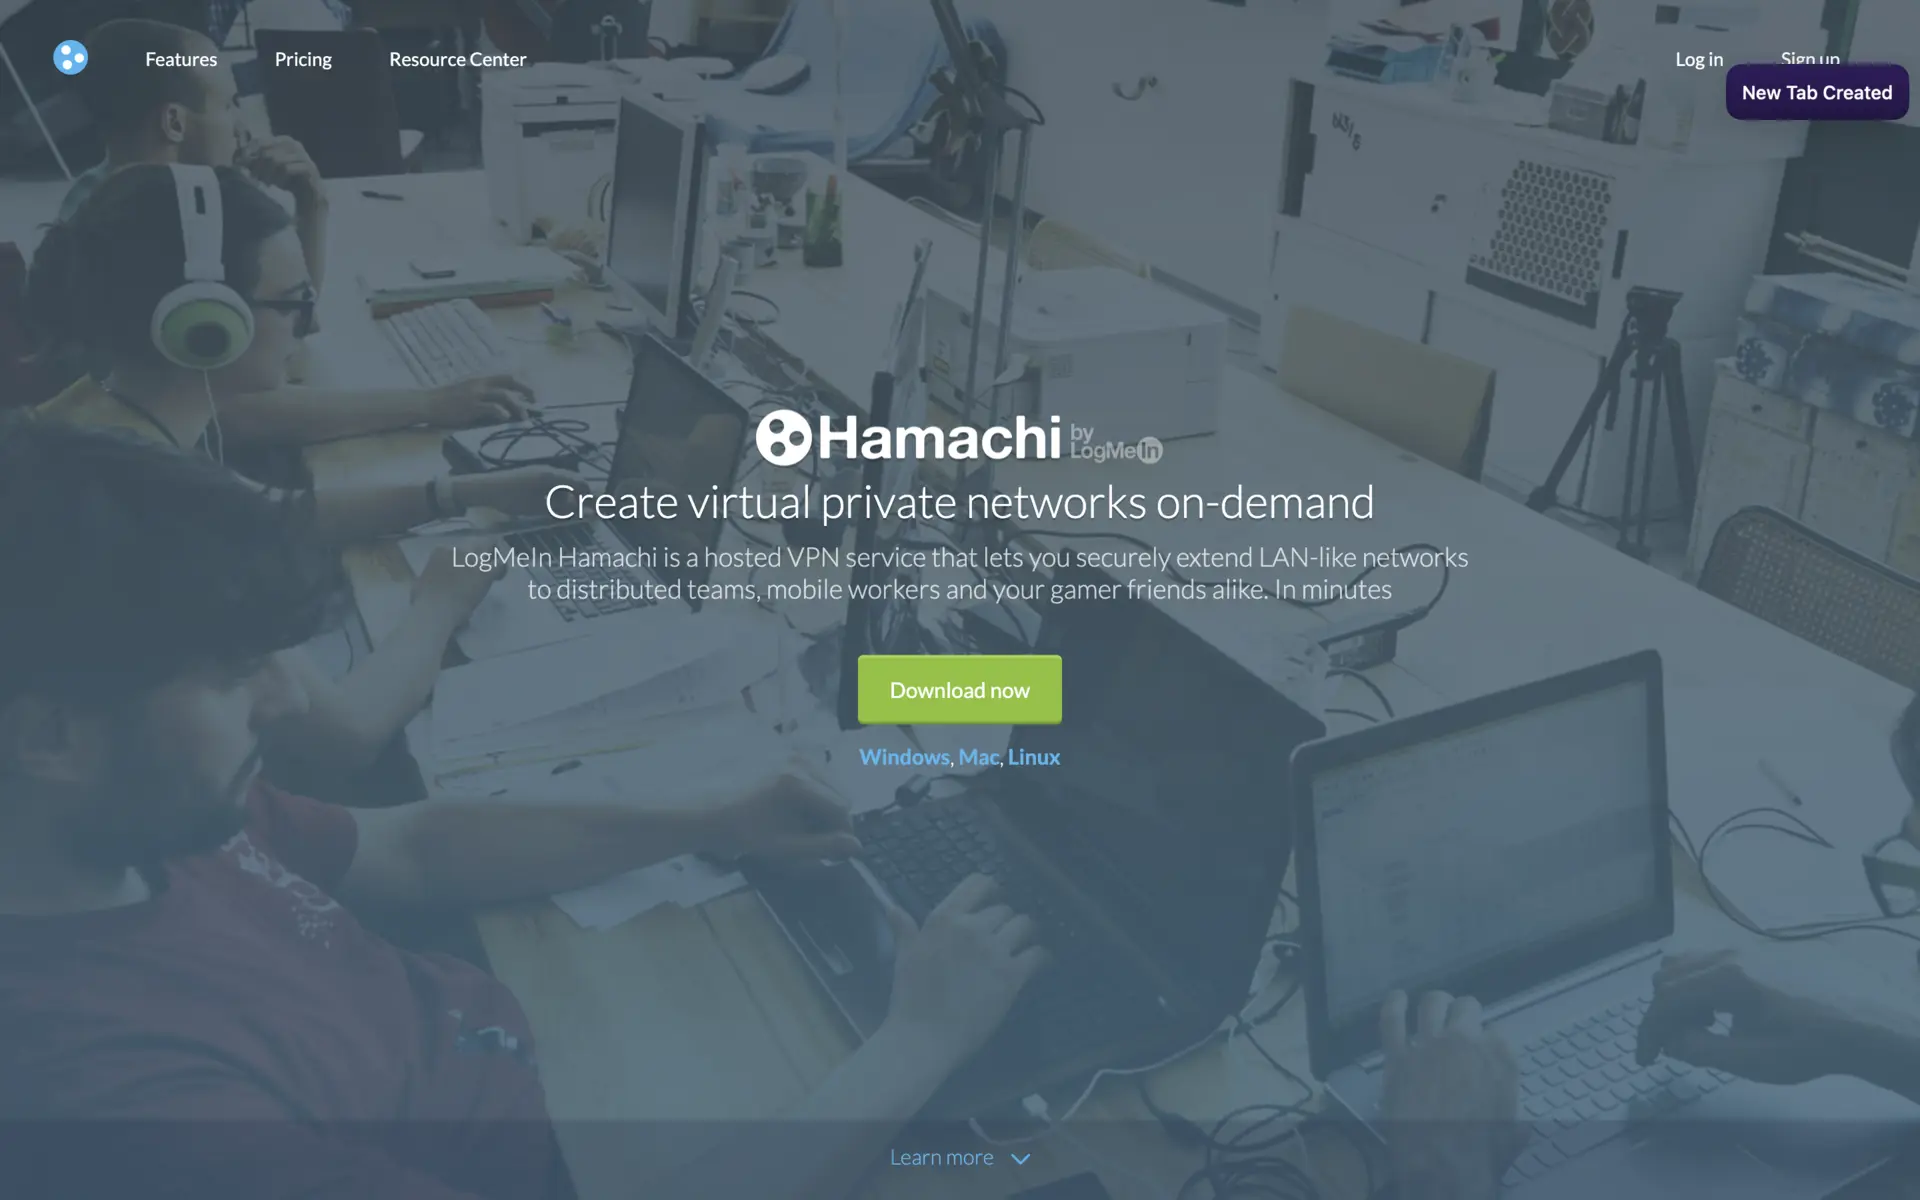 Features Pricing Resource Center Log in Sign up
New Tab Created
Hamachi by LogMeIn
Create virtual private networks on-demand
LogMeIn Hamachi is a hosted VPN service that lets you securely extend LAN-like networks
to distributed teams, mobile workers and your gamer friends alike. In minutes
Download now
Windows, Mac, Linux
Learn more